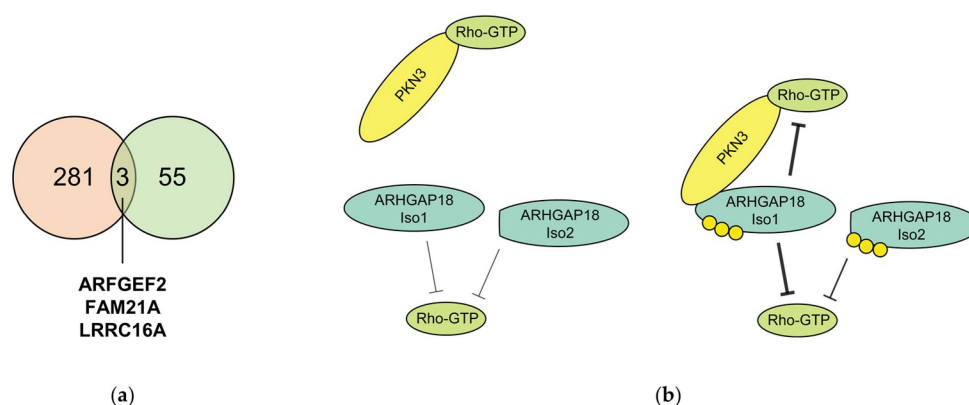 281
3
55
ARFGEF2
FAM21A
LRRC16A
(a)
Rho-GTP
PKN3
ARHGAP18
Iso1
ARHGAP18
Iso2
Rho-GTP
Rho-GTP
PKN3
ARHGAP18
Iso1
ARHGAP18
Iso2
Rho-GTP
(b)